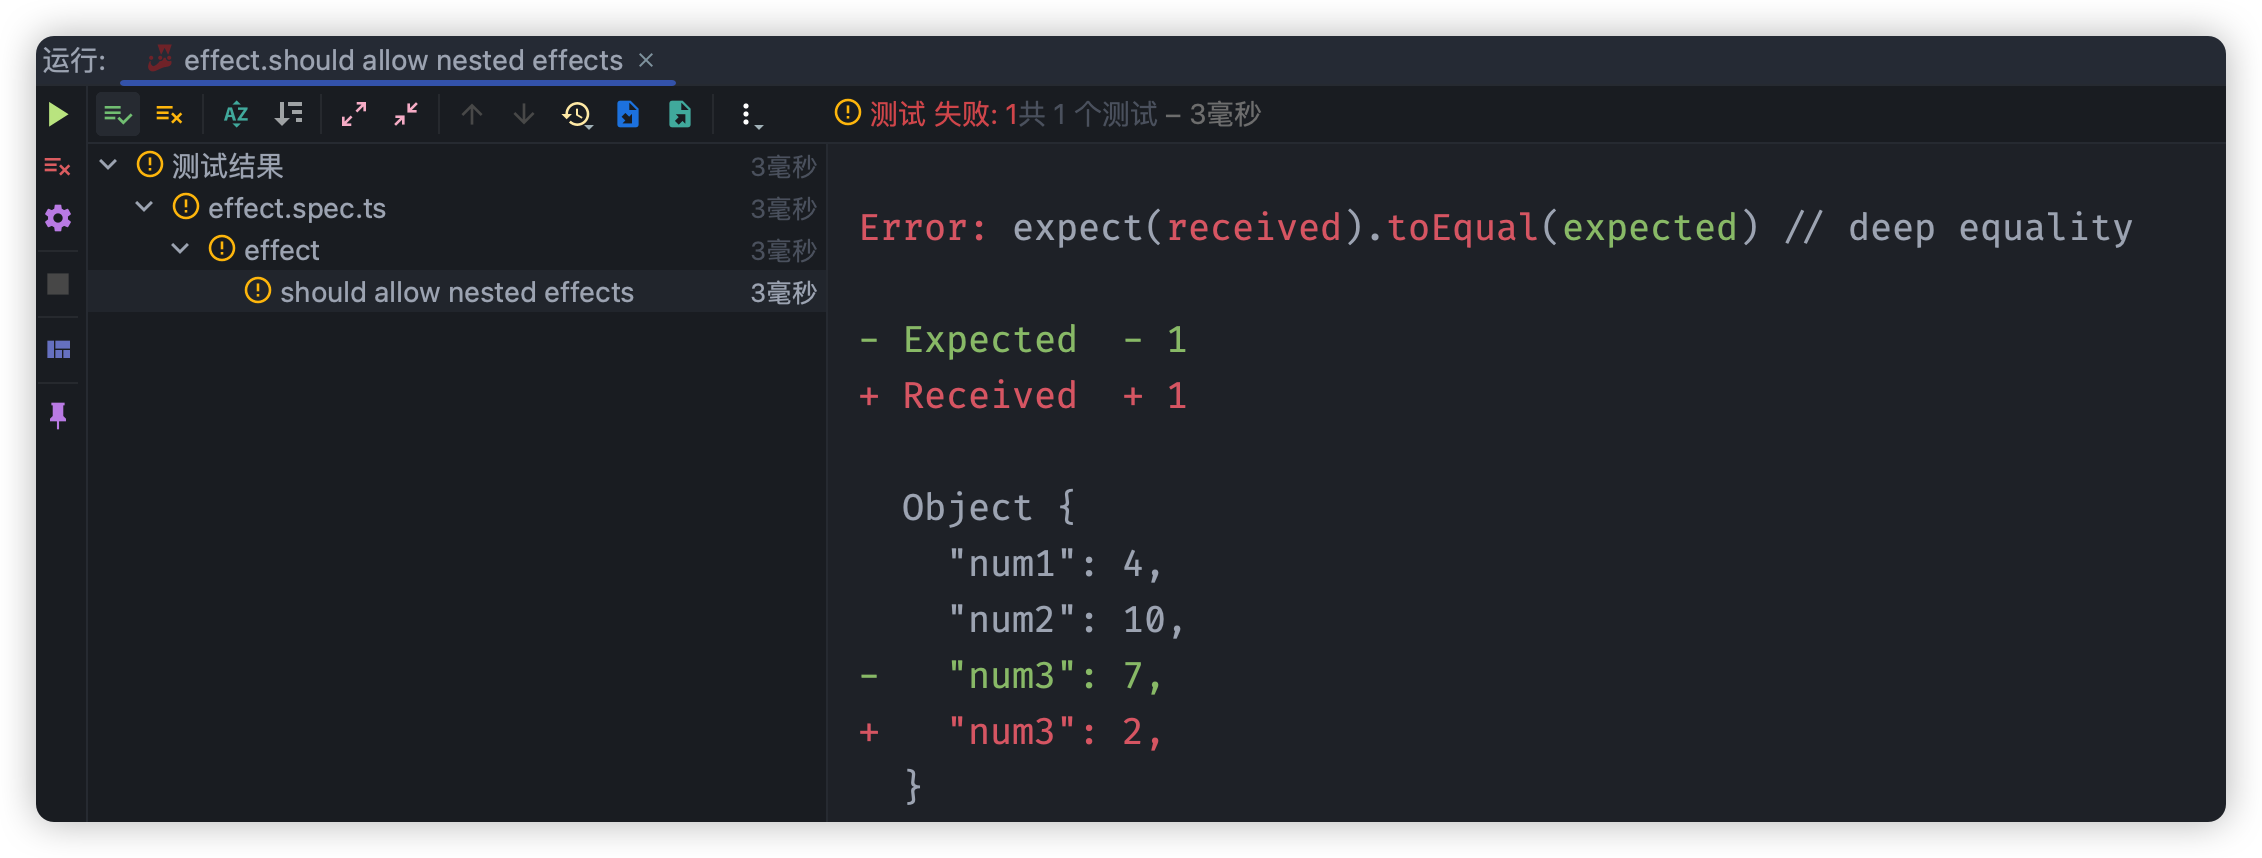 运行: effect.should allow nested effects ×
测试 失败: 1共 1 个测试 – 3毫秒
测试结果 3毫秒
effect.spec.ts 3毫秒
effect 3毫秒
should allow nested effects 3毫秒
Error: expect(received).toEqual(expected) // deep equality
- Expected  - 1
+ Received  + 1
Object {
"num1": 4,
"num2": 10,
-   "num3": 7,
+   "num3": 2,
}